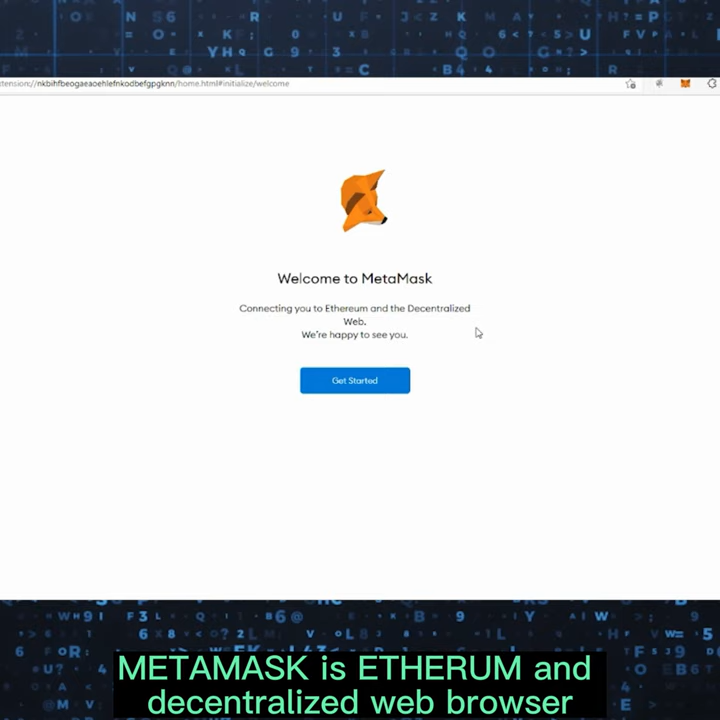 tension://nkbihfbeogaeaoehlefnkodbefgpgknn/home.html#initialize/welcome
Welcome to MetaMask
Connecting you to Ethereum and the Decentralized
Web.
We're happy to see you.
Get Started
METAMASK is ETHERUM and
decentralized web browser